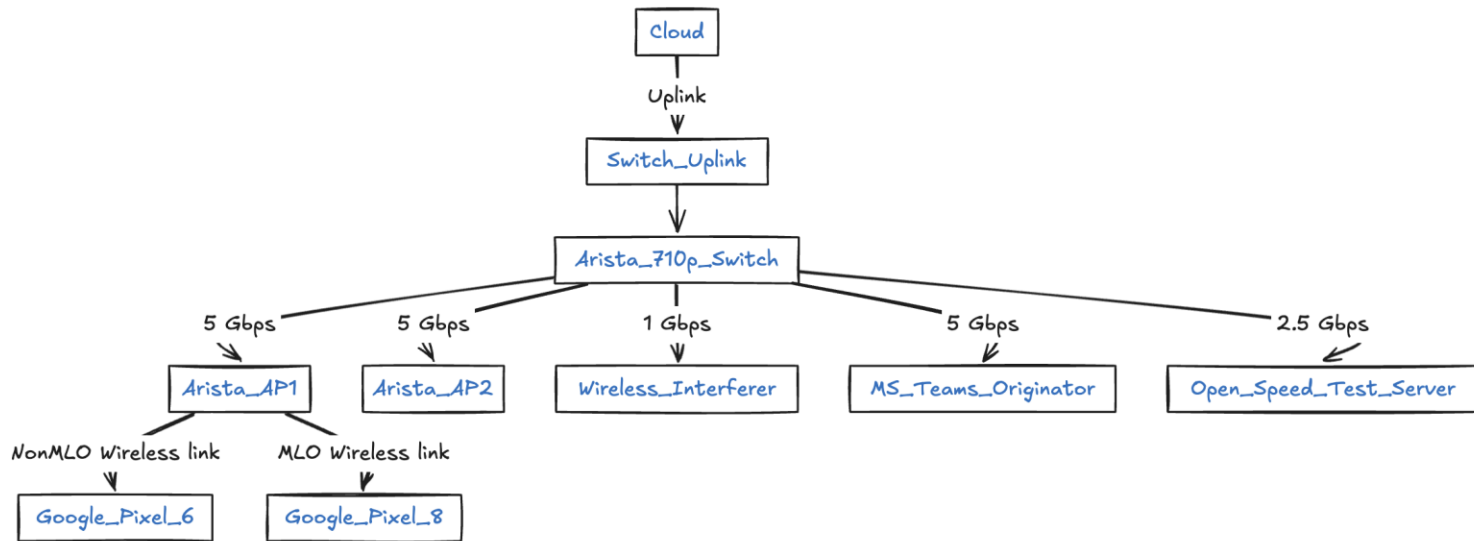 Cloud
Uplink
Switch_Uplink
Arista_710p_Switch
5 Gbps
5 Gbps
1 Gbps
5 Gbps
2.5 Gbps
Arista_AP1
Arista_AP2
Wireless_Interferer
MS_Teams_Originator
Open_Speed_Test_Server
NonMLO Wireless link
MLO Wireless link
Google_Pixel_6
Google_Pixel_8